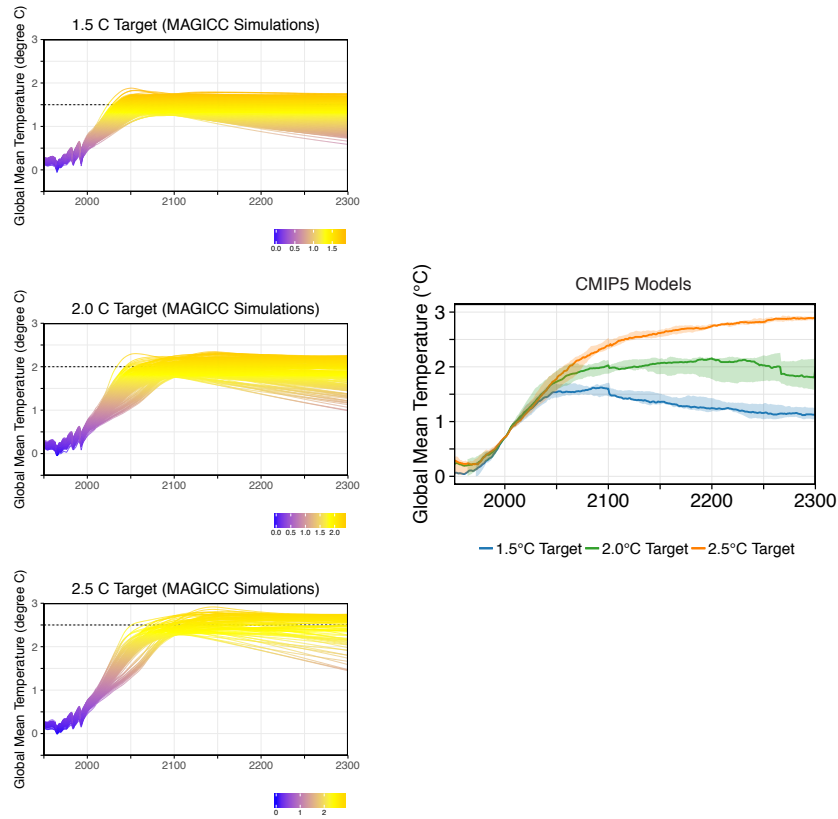 1.5 C Target (MAGICC Simulations)
Global Mean Temperature (degree C)
3
2
1
0
2000 2100 2200 2300
0.0 0.5 1.0 1.5
2.0 C Target (MAGICC Simulations)
Global Mean Temperature (degree C)
3
2
1
0
2000 2100 2200 2300
0.0 0.5 1.0 1.5 2.0
2.5 C Target (MAGICC Simulations)
Global Mean Temperature (degree C)
3
2
1
0
2000 2100 2200 2300
0 1 2
CMIP5 Models
Global Mean Temperature (°C)
3
2
1
0
2000 2100 2200 2300
1.5°C Target 2.0°C Target 2.5°C Target